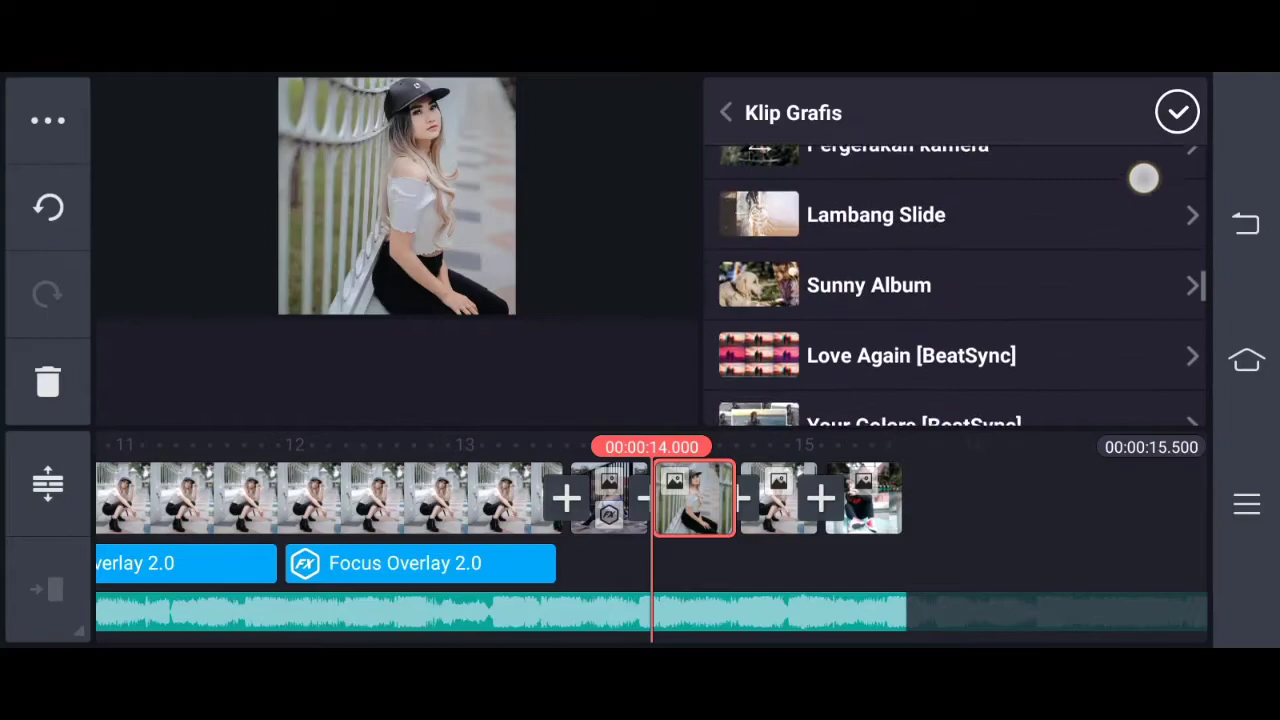 Klip Grafis
Pergerakan kamera
Lambang Slide
Sunny Album
Love Again [BeatSync]
Your Colors [BeatSync]
11
12
13
00:00:14.000
15
00:00:15.500
verlay 2.0
FX
Focus Overlay 2.0